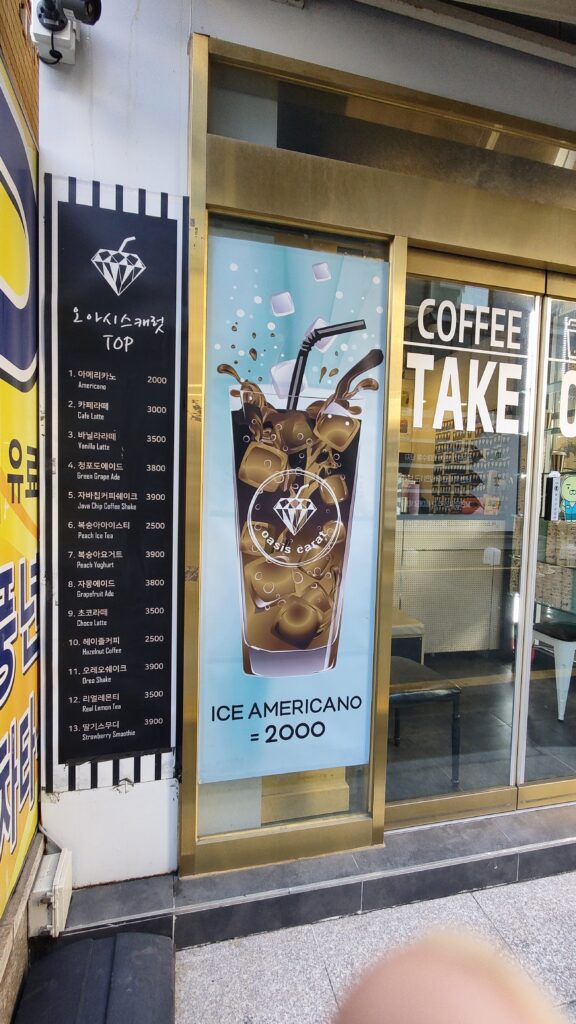 오아시스캐럿
TOP
1. 아메리카노 2000
Americano
2. 카페라떼 3000
Cafe Latte
3. 바닐라라떼 3500
Vanilla Latte
4. 청포도에이드 3800
Green Grape Ade
5. 자바칩커피쉐이크 3900
Java Chip Coffee Shake
6. 복숭아아이스티 2500
Peach Ice Tea
7. 복숭아요거트 3900
Peach Yoghurt
8. 자몽에이드 3800
Grapefruit Ade
9. 초코라떼 3500
Choco Latte
10. 헤이즐커피 2500
Hazelnut Coffee
11. 오레오쉐이크 3900
Oreo Shake
12. 리얼레몬티 3500
Real Lemon Tea
13. 딸기스무디 3900
Strawberry Smoothie
oasis carat
ICE AMERICANO
= 2000
COFFEE
TAKE O
유료
풍년